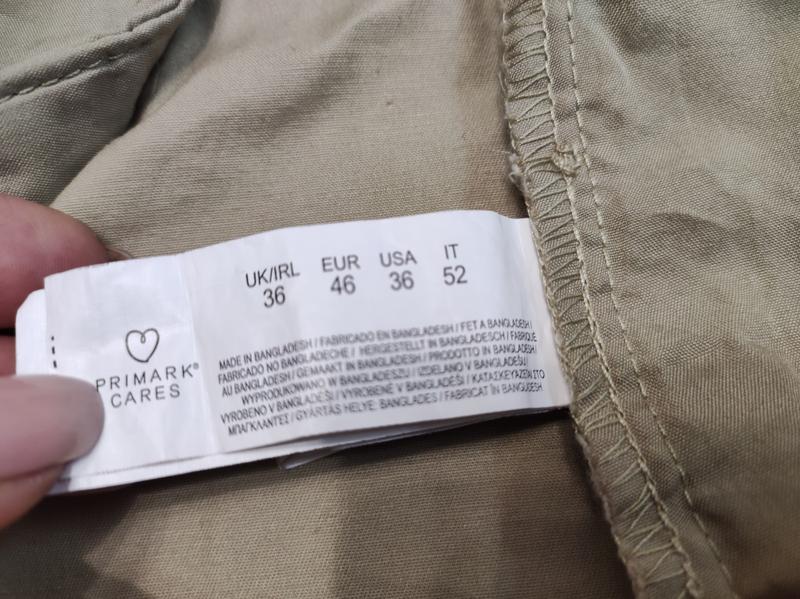 UK/IRL EUR USA IT
36 46 36 52
PRIMARK®
CARES
MADE IN BANGLADESH / FABRICADO EN BANGLADESH / FET A BANGLADESH /
FABRICADO NO BANGLADECHE / HERGESTELLT IN BANGLADESCH / FABRIQUÉ
AU BANGLADESH / GEMAAKT IN BANGLADESH / PRODOTTO IN BANGLADESH /
WYPRODUKOWANO W BANGLADESZU / IZDELANO V BANGLADEŠU /
VYROBENO V BANGLADÉŠI / VYROBENÉ V BANGLADÉŠI / ΚΑΤΑΣΚΕΥΑΖΕΤΑΙ ΣΤΟ
ΜΠΑΓΚΛΑΝΤΕΣ / GYÁRTÁS HELYE: BANGLADES / FABRICAT ÎN BANGLADESH